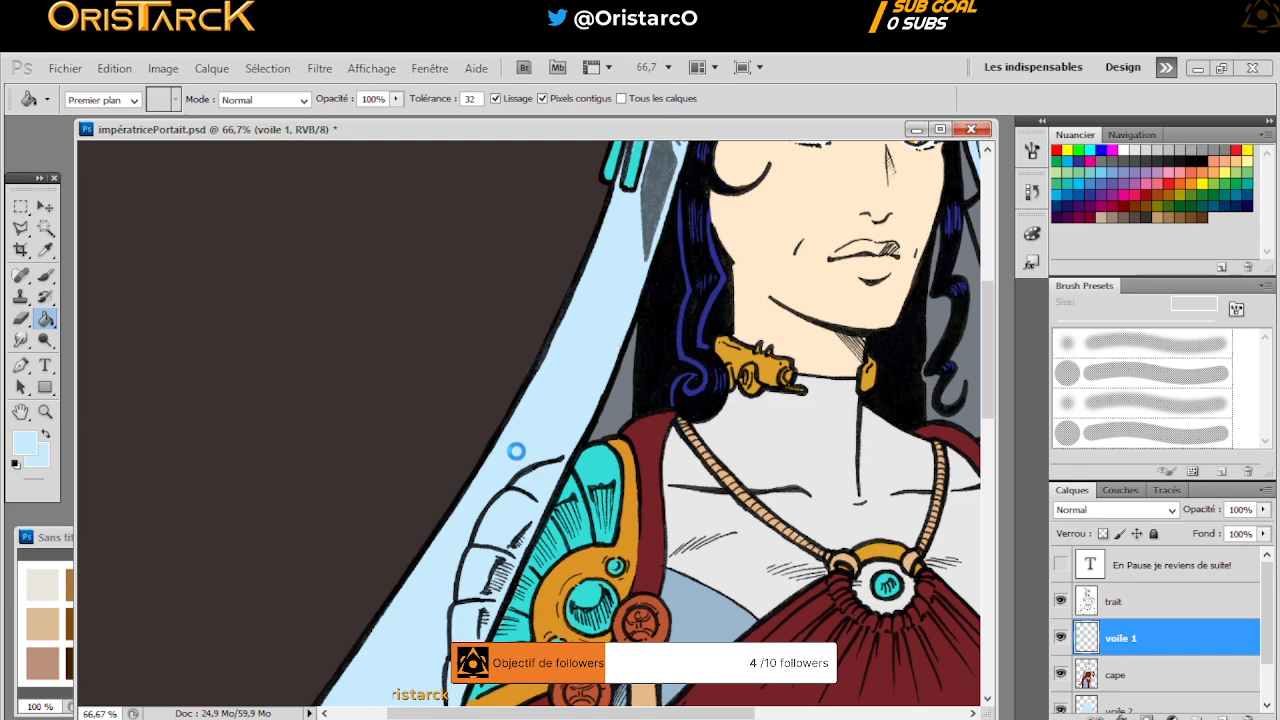 ORISTARCK
@OristarcO
SUB GOAL
0 SUBS
Ps Fichier Edition Image Calque Sélection Filtre Affichage Fenêtre Aide Br Mb 66,7 Les indispensables Design
Premier plan Mode : Normal Opacité : 100% Tolérance : 32 Lissage Pixels contigus Tous les calques
Ps impératricePortait.psd @ 66,7% (voile 1, RVB/8) *
Nuancier Navigation
Brush Presets
Size:
Calques Couches Tracés
Normal Opacité : 100%
Verrou : Fond : 100%
T En Pause je reviens de suite!
trait
voile 1
cape
voile 2
Ps Sans tit
100 %
Objectif de followers 4 /10 followers
ristarck
66,67 % Doc : 24,9 Mo/59,9 Mo